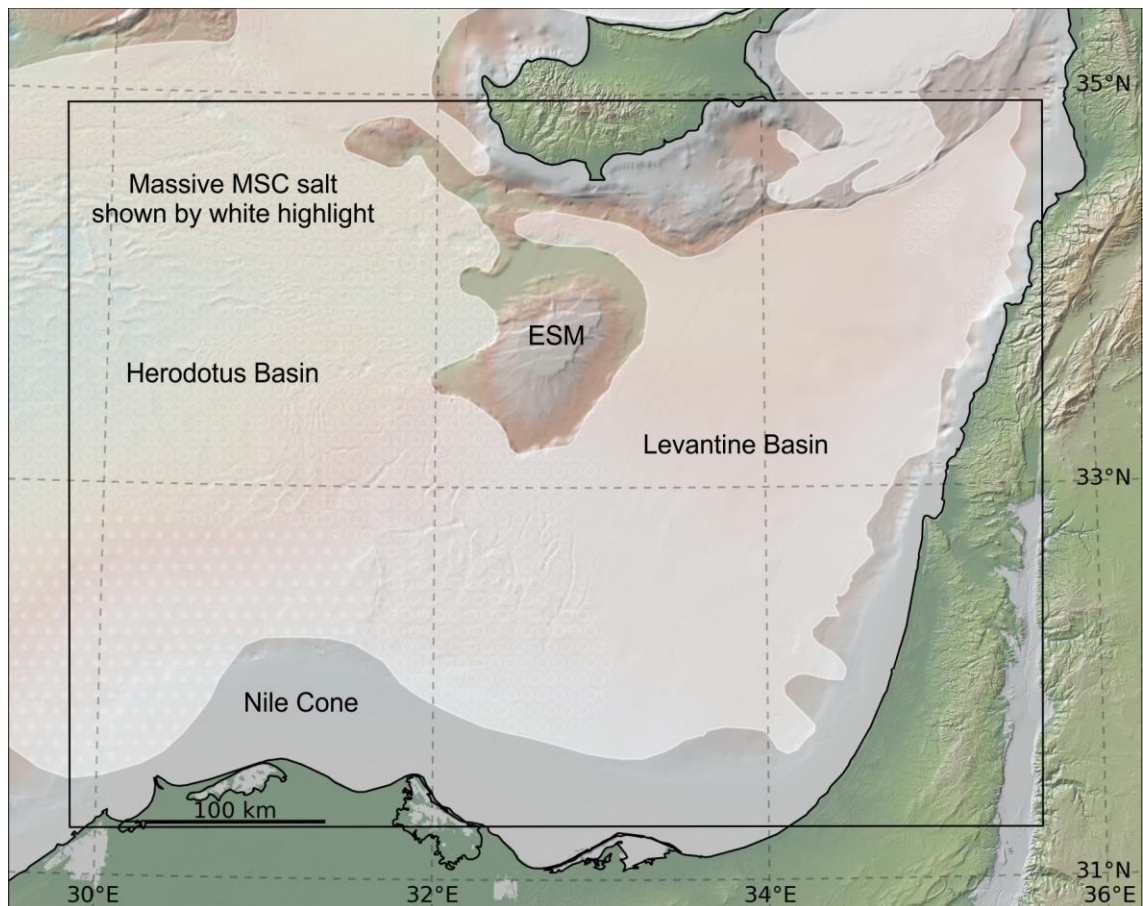 35°N
Massive MSC salt
shown by white highlight
ESM
Herodotus Basin
Levantine Basin
33°N
Nile Cone
100 km
31°N
30°E
32°E
34°E
36°E